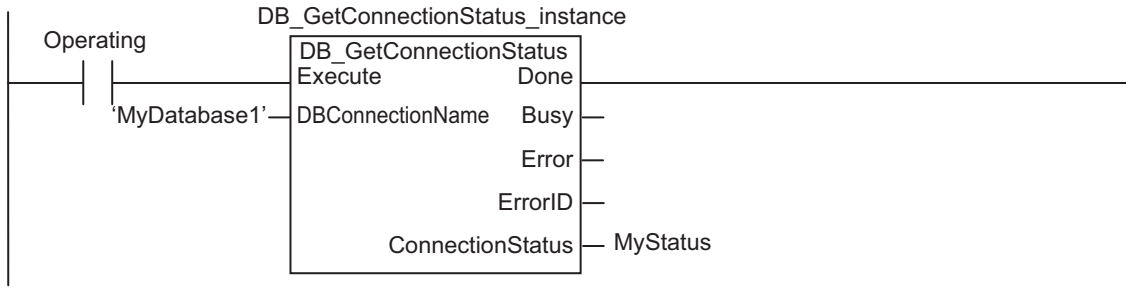 DB_GetConnectionStatus_instance
Operating
DB_GetConnectionStatus
Execute Done
‘MyDatabase1’ DBConnectionName Busy
Error
ErrorID
ConnectionStatus MyStatus